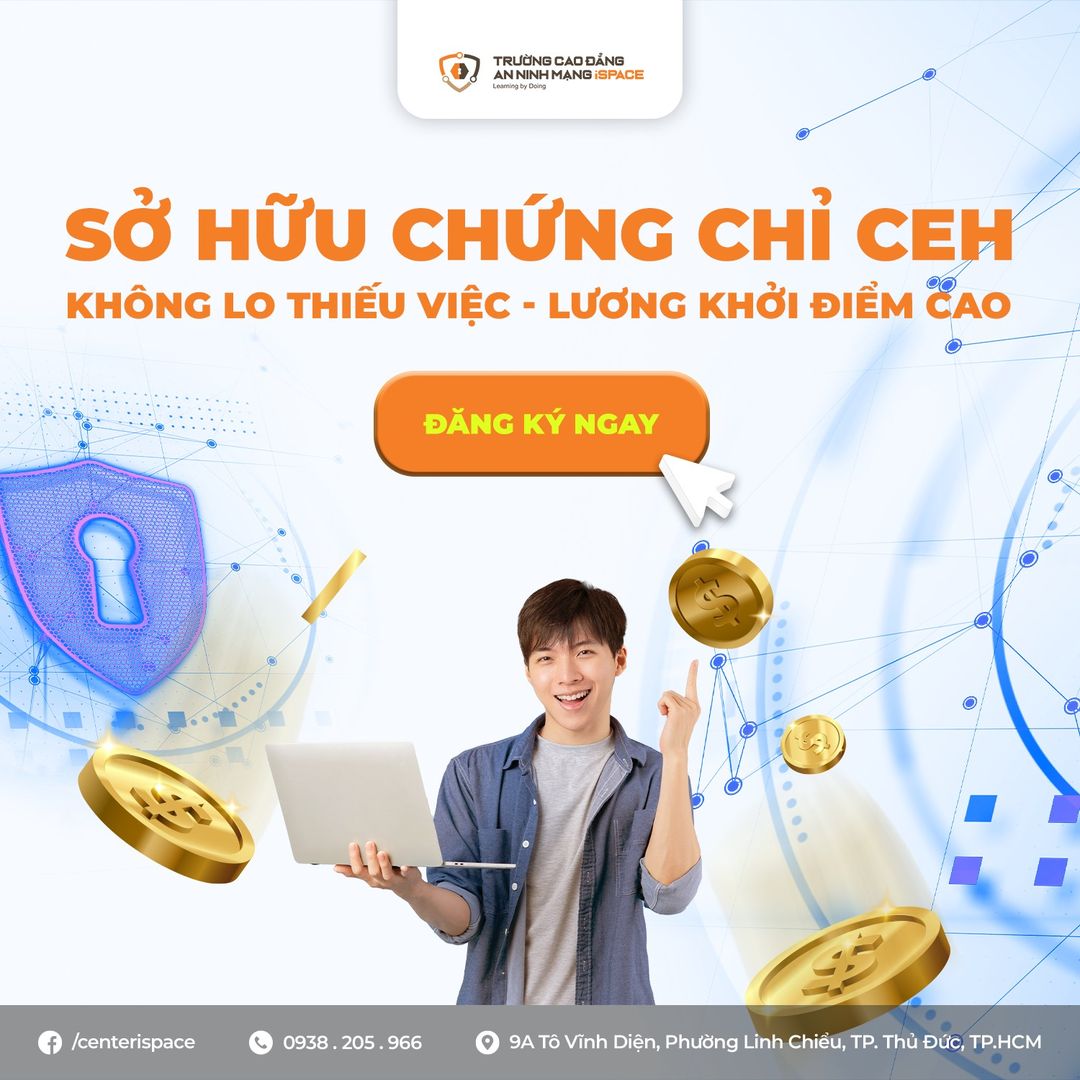 TRƯỜNG CAO ĐẲNG
AN NINH MẠNG iSPACE
Learning by Doing
SỞ HỮU CHỨNG CHỈ CEH
KHÔNG LO THIẾU VIỆC - LƯƠNG KHỞI ĐIỂM CAO
ĐĂNG KÝ NGAY
/centerispace
0938 . 205 . 966
9A Tô Vĩnh Diện, Phường Linh Chiểu, TP. Thủ Đức, TP.HCM